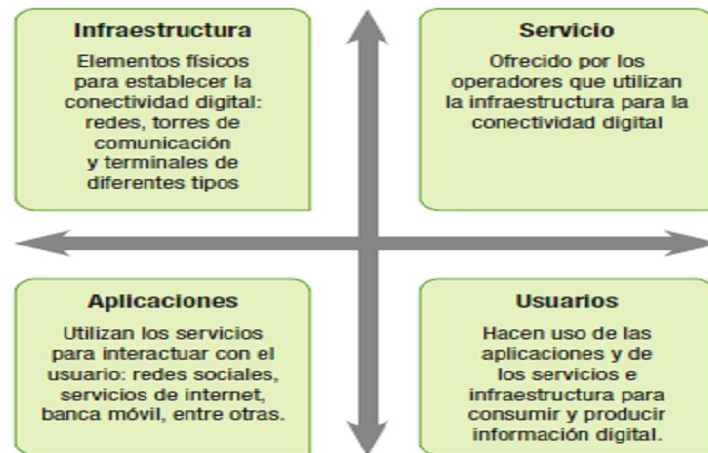 Infraestructura
Elementos físicos
para establecer la
conectividad digital:
redes, torres de
comunicación
y terminales de
diferentes tipos
Servicio
Ofrecido por los
operadores que utilizan
la infraestructura para la
conectividad digital
Aplicaciones
Utilizan los servicios
para interactuar con el
usuario: redes sociales,
servicios de internet,
banca móvil, entre otras.
Usuarios
Hacen uso de las
aplicaciones y de
los servicios e
infraestructura para
consumir y producir
información digital.